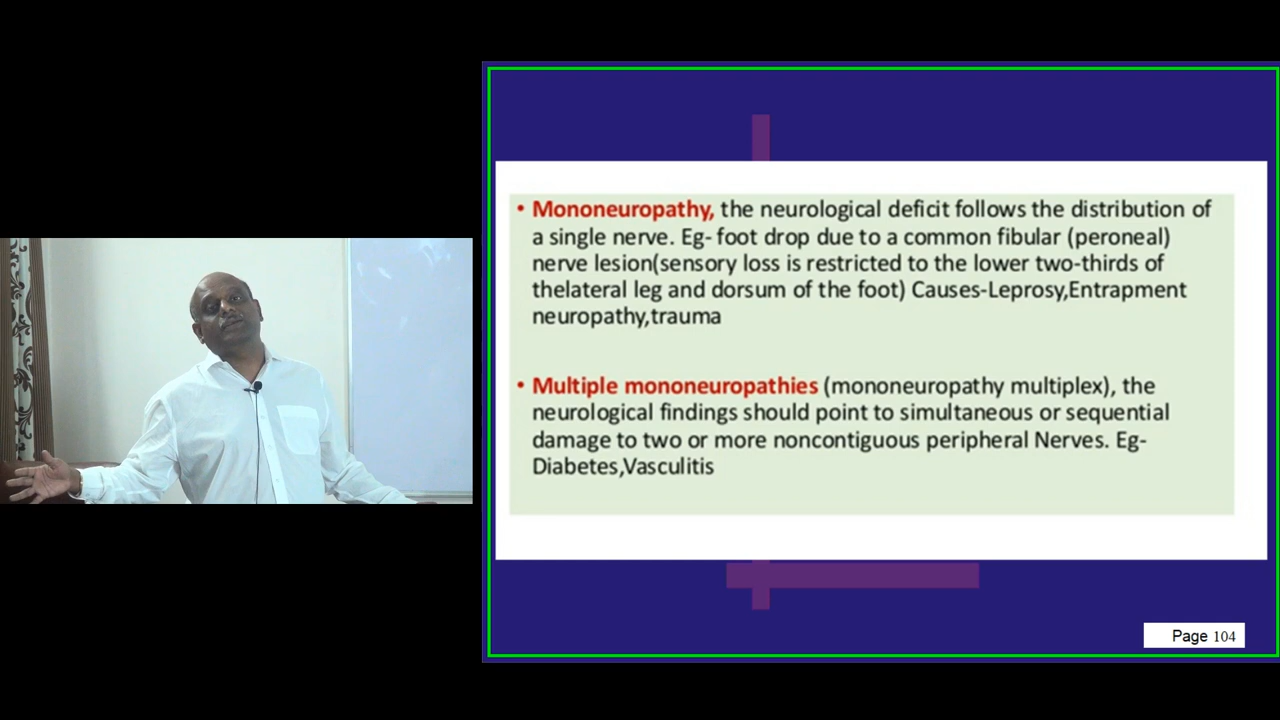 • Mononeuropathy, the neurological deficit follows the distribution of
a single nerve. Eg- foot drop due to a common fibular (peroneal)
nerve lesion(sensory loss is restricted to the lower two-thirds of
thelateral leg and dorsum of the foot) Causes-Leprosy,Entrapment
neuropathy,trauma
• Multiple mononeuropathies (mononeuropathy multiplex), the
neurological findings should point to simultaneous or sequential
damage to two or more noncontiguous peripheral Nerves. Eg-
Diabetes,Vasculitis
Page 104